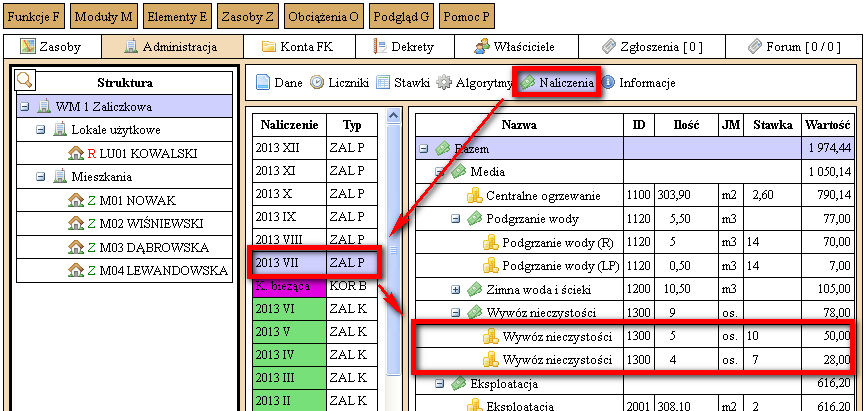 Funkcje F Moduły M Elementy E Zasoby Z Obciążenia O Podgląd G Pomoc P
Zasoby Administracja Konta FK Dekrety Właściciele Zgłoszenia [ 0 ] Forum [ 0 / 0 ]
Struktura
WM 1 Zaliczkowa
Lokale użytkowe
R LU01 KOWALSKI
Mieszkania
Z M01 NOWAK
Z M02 WIŚNIEWSKI
Z M03 DĄBROWSKA
Z M04 LEWANDOWSKA
Dane Liczniki Stawki Algorytmy Naliczenia Informacje
Naliczenie Typ
2013 XII ZAL P
2013 XI ZAL P
2013 X ZAL P
2013 IX ZAL P
2013 VIII ZAL P
2013 VII ZAL P
K. bieżąca KOR B
2013 VI ZAL K
2013 V ZAL K
2013 IV ZAL K
2013 III ZAL K
2013 II ZAL K
Nazwa ID Ilość JM Stawka Wartość
Razem 1 974,44
Media 1 050,14
Centralne ogrzewanie 1100 303,90 m2 2,60 790,14
Podgrzanie wody 1120 5,50 m3 77,00
Podgrzanie wody (R) 1120 5 m3 14 70,00
Podgrzanie wody (LP) 1120 0,50 m3 14 7,00
Zimna woda i ścieki 1200 10,50 m3 105,00
Wywóz nieczystości 1300 9 os. 78,00
Wywóz nieczystości 1300 5 os. 10 50,00
Wywóz nieczystości 1300 4 os. 7 28,00
Eksploatacja 616,20
Eksploatacja 2001 308,10 m2 2 616,20